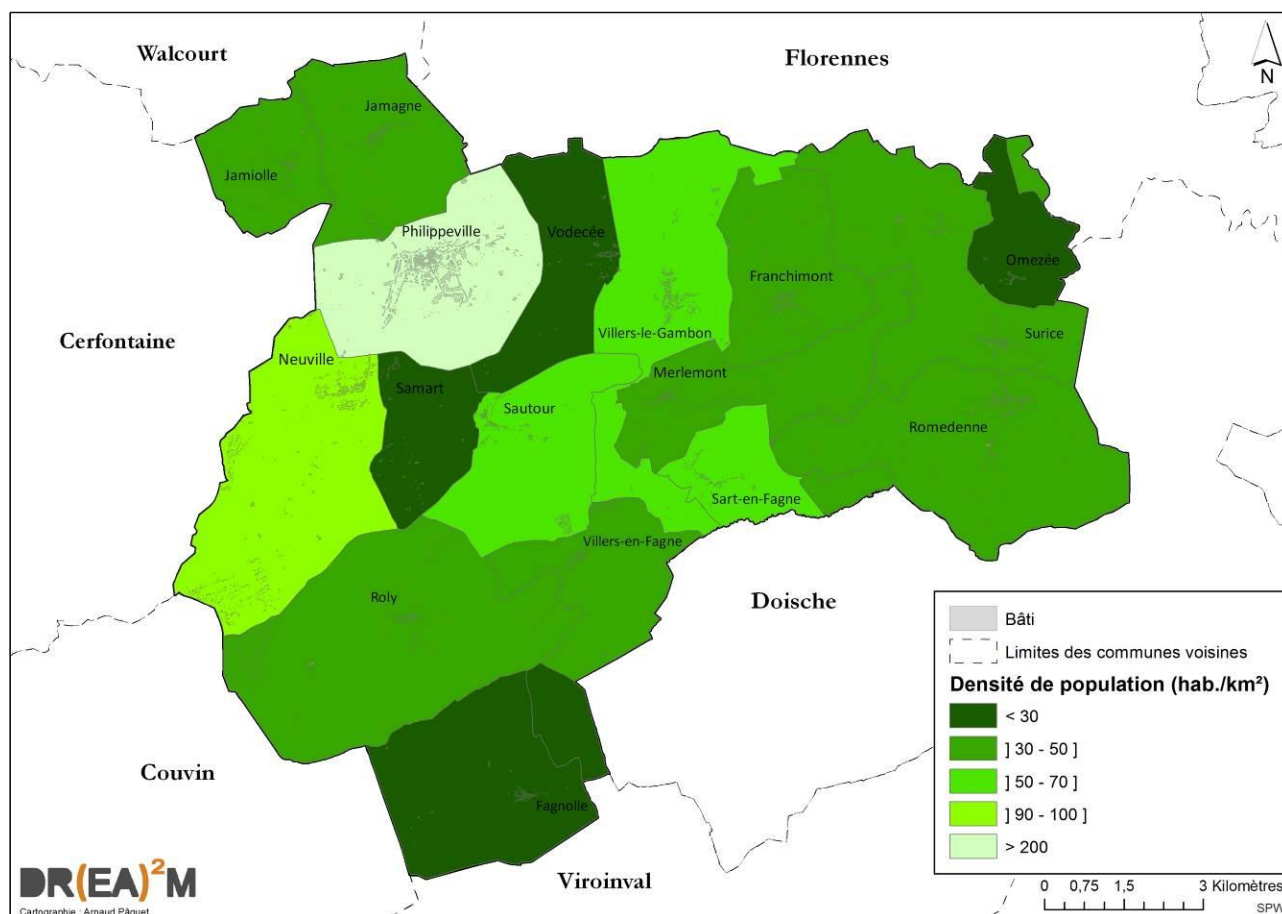 Walcourt
Florennes
N
Jamagne
Jamiolle
Philippeville
Vodecée
Omezée
Franchimont
Cerfontaine
Villers-le-Gambon
Surice
Neuville
Merlemont
Samart
Sautour
Romedenne
Sart-en-Fagne
Villers-en-Fagne
Roly
Doische
Couvin
Fagnolle
Viroinval
Bâti
Limites des communes voisines
Densité de population (hab./km²)
< 30
] 30 - 50 ]
] 50 - 70 ]
] 90 - 100 ]
> 200
0 0,75 1,5 3 Kilomètres
SPW
DR(EA)²M
Cartographie : Arnaud Pâquet